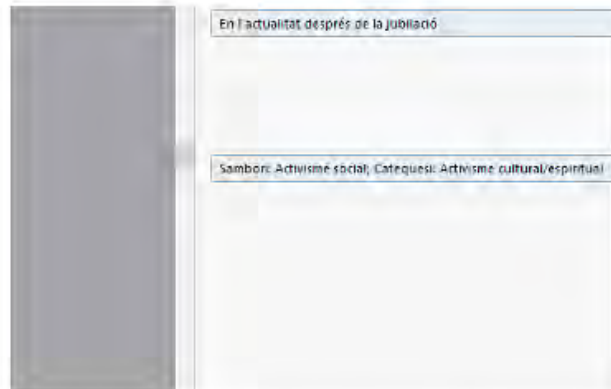 En l'actualitat després de la jubilació
Sambori: Activisme social; Catequesi: Activisme cultural/espiritual